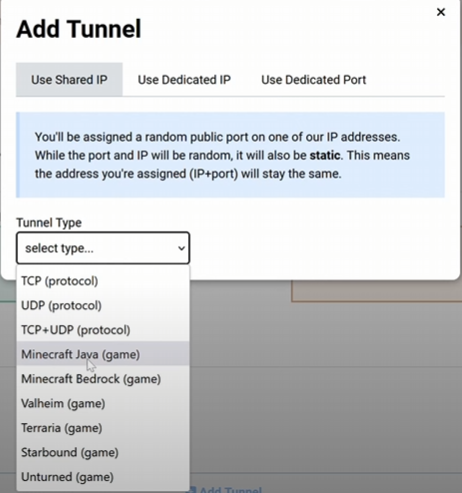 Add Tunnel
Use Shared IP
Use Dedicated IP
Use Dedicated Port
You'll be assigned a random public port on one of our IP addresses.
While the port and IP will be random, it will also be static. This means
the address you're assigned (IP+port) will stay the same.
Tunnel Type
select type...
TCP (protocol)
UDP (protocol)
TCP+UDP (protocol)
Minecraft Java (game)
Minecraft Bedrock (game)
Valheim (game)
Terraria (game)
Starbound (game)
Unturned (game)
Add Tunnel